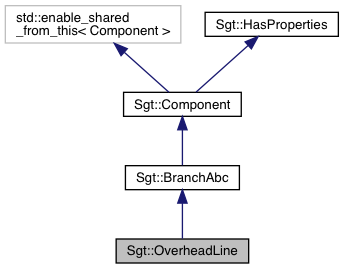 std::enable_shared
_from_this< Component >
Sgt::HasProperties
Sgt::Component
Sgt::BranchAbc
Sgt::OverheadLine